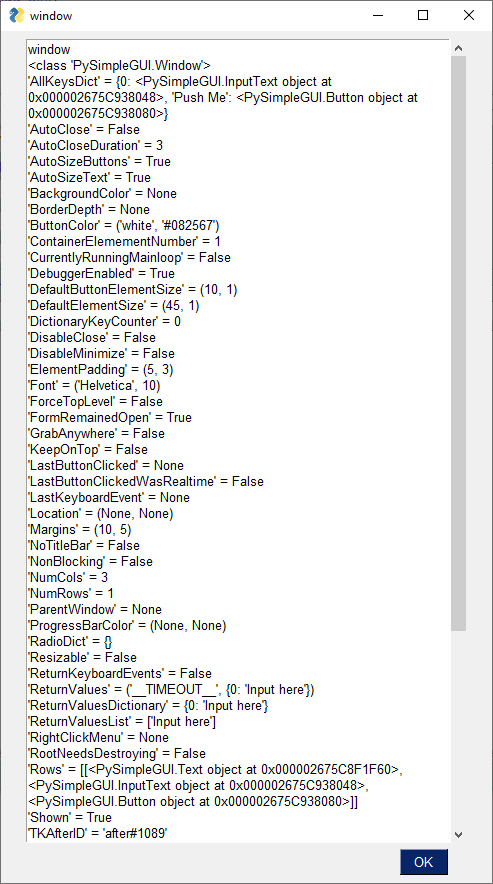 window
window
<class 'PySimpleGUI.Window'>
'AllKeysDict' = {0: <PySimpleGUI.InputText object at
0x000002675C938048>, 'Push Me': <PySimpleGUI.Button object at
0x000002675C938080>}
'AutoClose' = False
'AutoCloseDuration' = 3
'AutoSizeButtons' = True
'AutoSizeText' = True
'BackgroundColor' = None
'BorderDepth' = None
'ButtonColor' = ('white', '#082567')
'ContainerElemementNumber' = 1
'CurrentlyRunningMainloop' = False
'DebuggerEnabled' = True
'DefaultButtonElementSize' = (10, 1)
'DefaultElementSize' = (45, 1)
'DictionaryKeyCounter' = 0
'DisableClose' = False
'DisableMinimize' = False
'ElementPadding' = (5, 3)
'Font' = ('Helvetica', 10)
'ForceTopLevel' = False
'FormRemainedOpen' = True
'GrabAnywhere' = False
'KeepOnTop' = False
'LastButtonClicked' = None
'LastButtonClickedWasRealtime' = False
'LastKeyboardEvent' = None
'Location' = (None, None)
'Margins' = (10, 5)
'NoTitleBar' = False
'NonBlocking' = False
'NumCols' = 3
'NumRows' = 1
'ParentWindow' = None
'ProgressBarColor' = (None, None)
'RadioDict' = {}
'Resizable' = False
'ReturnKeyboardEvents' = False
'ReturnValues' = ('__TIMEOUT__', {0: 'Input here'})
'ReturnValuesDictionary' = {0: 'Input here'}
'ReturnValuesList' = ['Input here']
'RightClickMenu' = None
'RootNeedsDestroying' = False
'Rows' = [[<PySimpleGUI.Text object at 0x000002675C8F1F60>,
<PySimpleGUI.InputText object at 0x000002675C938048>,
<PySimpleGUI.Button object at 0x000002675C938080>]]
'Shown' = True
'TKAfterID' = 'after#1089'
OK